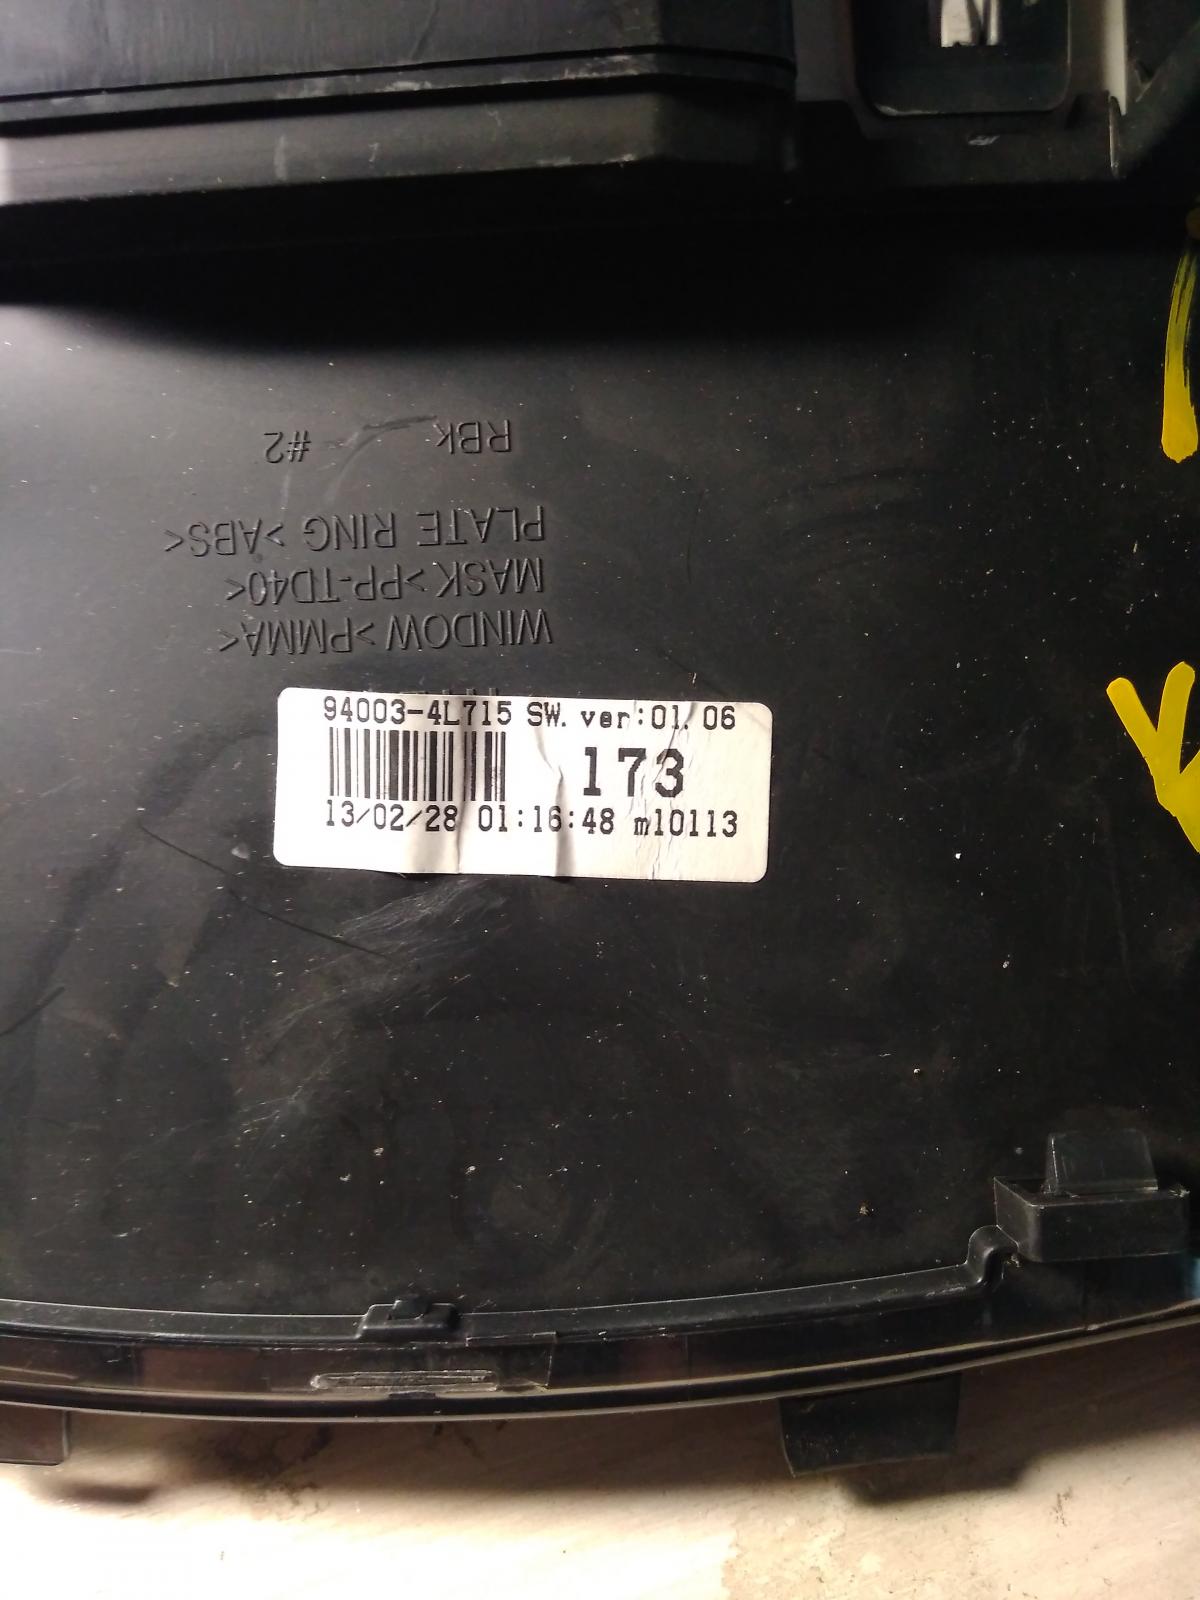 RBk #2
PLATE RING >ABS<
MASK >PP-TD40<
WINDOW >PMMA<
94003-4L715 SW. ver:01. 06
173
13/02/28 01:16:48 m10113